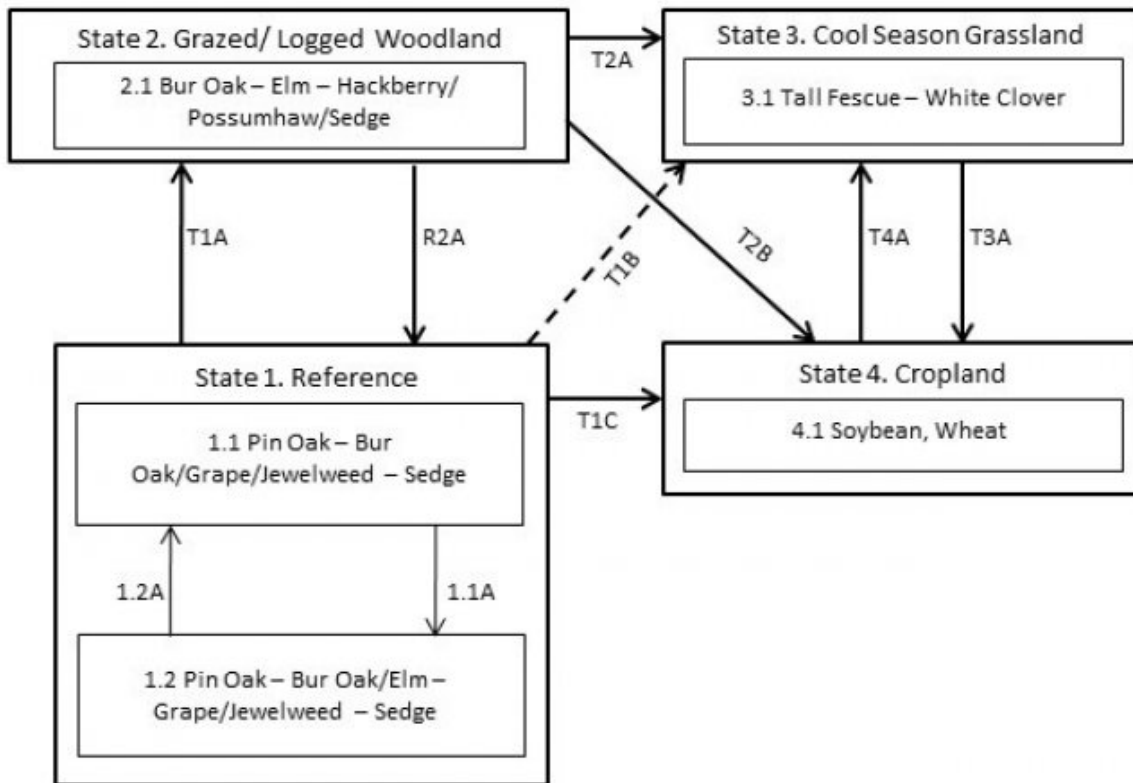 State 2. Grazed/ Logged Woodland
2.1 Bur Oak – Elm – Hackberry/
Possumhaw/Sedge
T2A
State 3. Cool Season Grassland
3.1 Tall Fescue – White Clover
T1A
R2A
T1B
T2B
T4A
T3A
State 1. Reference
1.1 Pin Oak – Bur
Oak/Grape/Jewelweed – Sedge
1.2A
1.1A
1.2 Pin Oak – Bur Oak/Elm –
Grape/Jewelweed – Sedge
T1C
State 4. Cropland
4.1 Soybean, Wheat